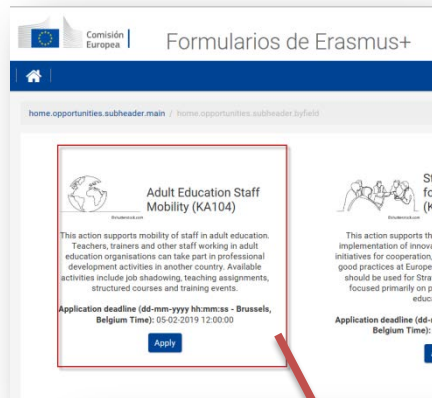 Comisión
Europea
Formularios de Erasmus+
home.opportunities.subheader.main / home.opportunities.subheader.byfield
Adult Education Staff
Mobility (KA104)
This action supports mobility of staff in adult education.
Teachers, trainers and other staff working in adult
education organisations can take part in professional
development activities in another country. Available
activities include job shadowing, teaching assignments,
structured courses and training events.
Application deadline (dd-mm-yyyy hh:mm:ss - Brussels,
Belgium Time): 05-02-2019 12:00:00
Apply
St
fo
(K
This action supports th
implementation of innova
initiatives for cooperation,
good practices at Europe
should be used for Strat
focused primarily on p
educa
Application deadline (dd-
Belgium Time):